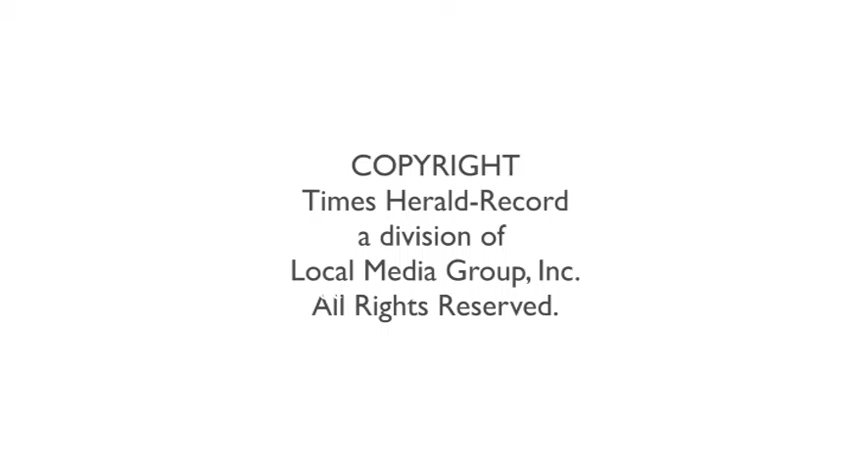 COPYRIGHT
Times Herald-Record
a division of
Local Media Group, Inc.
All Rights Reserved.